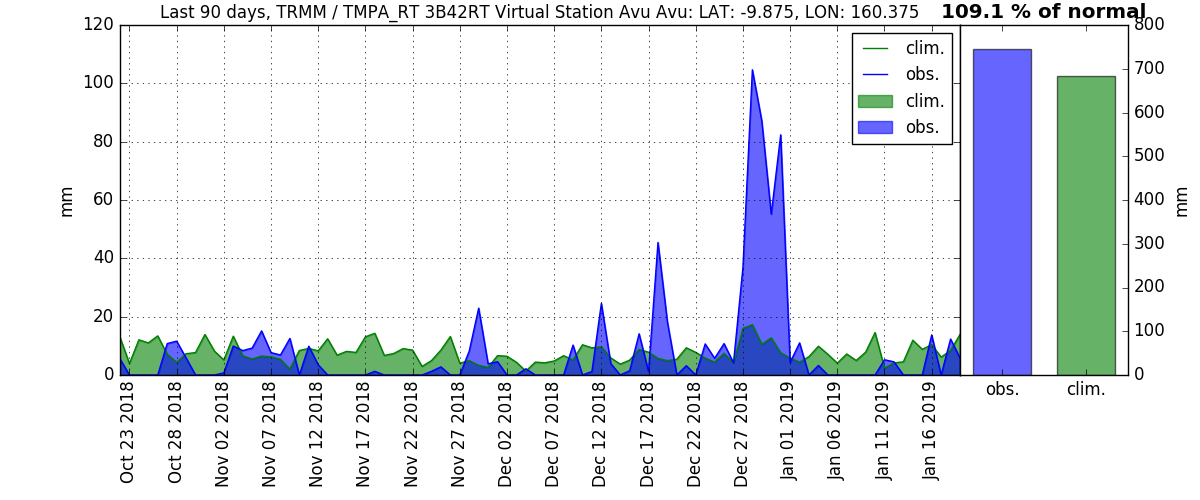 Last 90 days, TRMM / TMPA_RT 3B42RT Virtual Station Avu Avu: LAT: -9.875, LON: 160.375
109.1 % of normal
120
100
80
60
40
20
0
mm
clim.
obs.
clim.
obs.
800
700
600
500
400
300
200
100
0
mm
obs.
clim.
Oct 23 2018
Oct 28 2018
Nov 02 2018
Nov 07 2018
Nov 12 2018
Nov 17 2018
Nov 22 2018
Nov 27 2018
Dec 02 2018
Dec 07 2018
Dec 12 2018
Dec 17 2018
Dec 22 2018
Dec 27 2018
Jan 01 2019
Jan 06 2019
Jan 11 2019
Jan 16 2019